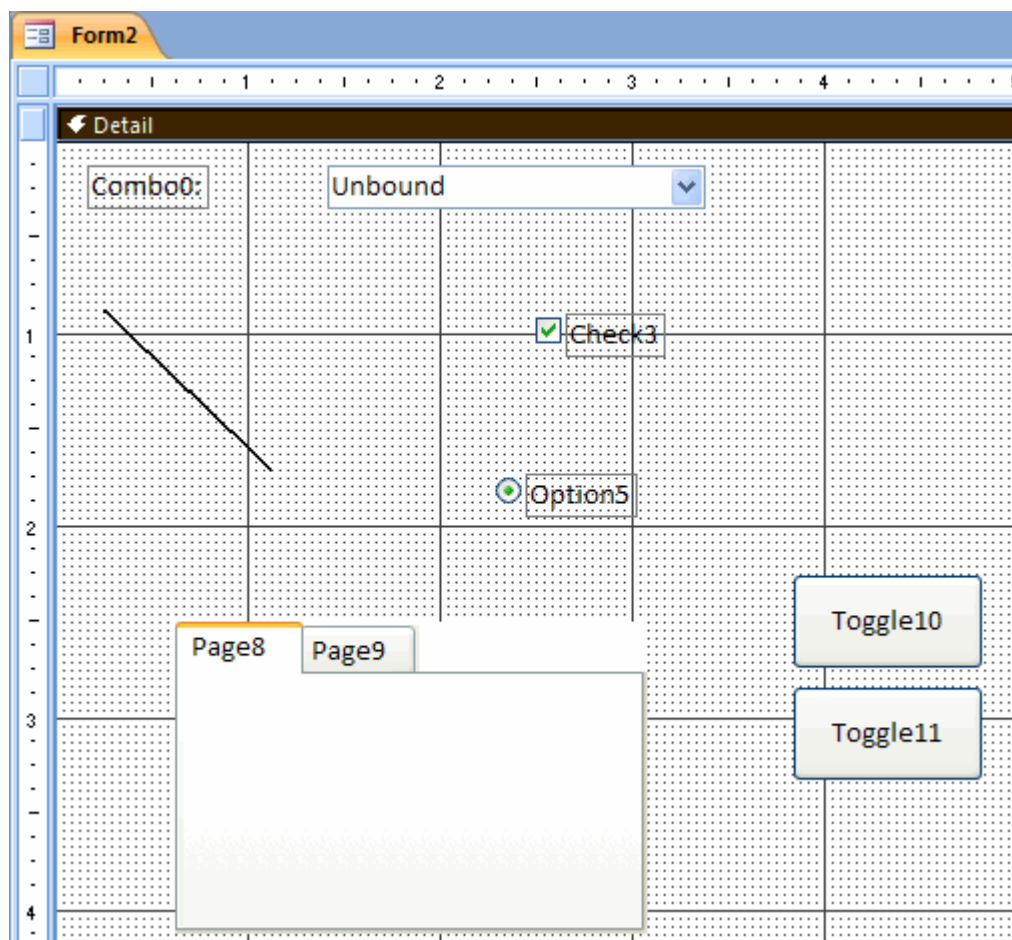 Form2
1 2 3 4
Detail
Combo0: Unbound
1
Check3
Option5
2
Toggle10
Page8 Page9
3
Toggle11
4